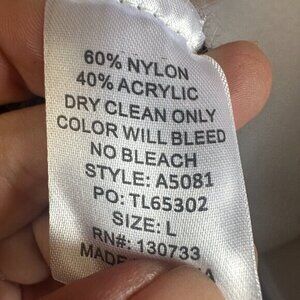 60% NYLON
40% ACRYLIC
DRY CLEAN ONLY
COLOR WILL BLEED
NO BLEACH
STYLE: A5081
PO: TL65302
SIZE: L
RN#: 130733
MADE